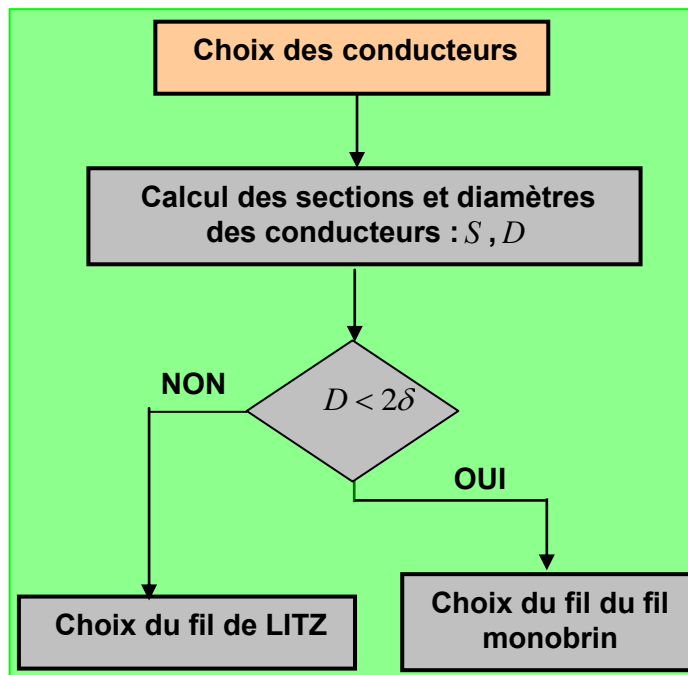 Choix des conducteurs
Calcul des sections et diamètres
des conducteurs : S , D
D < 2δ
NON
OUI
Choix du fil de LITZ
Choix du fil du fil
monobrin